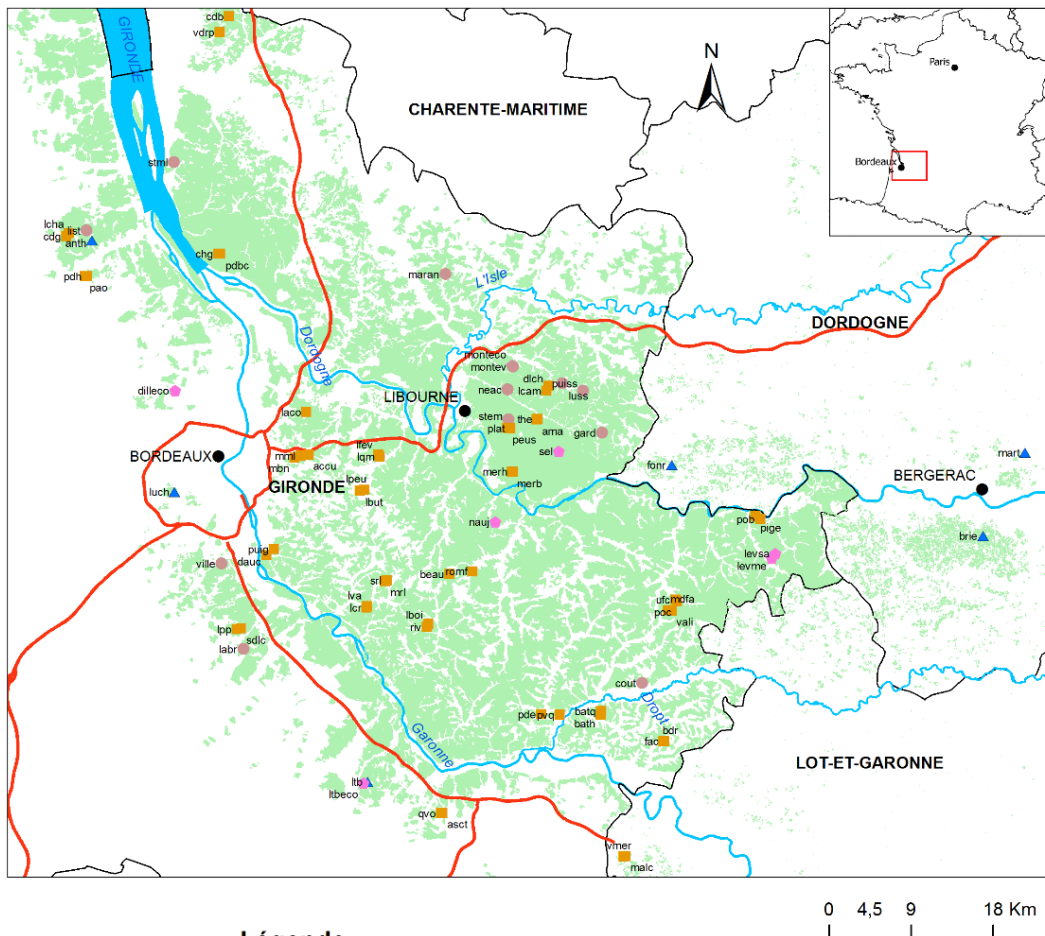 cdb
vdrp
GIRONDE
N
CHARENTE-MARITIME
Paris
Bordeaux
stmi
lcha
list
cdg
anth
chg
pdbc
pdh
pao
maran
L'Isle
DORDOGNE
Dordogne
monteco
montev
dlch
puiss
neac
lcam
luss
dilleco
LIBOURNE
laco
stem
the
ama
plat
peus
gard
sel
BORDEAUX
mml
mbn
accu
lfev
lqm
GIRONDE
lpeu
lbut
luch
merh
merb
fonr
mart
BERGERAC
nauj
pob
pige
brie
puig
dauc
ville
levsa
levme
beau
romf
srl
mrl
lva
lcr
lboi
riv
ufc
mdfa
poc
vali
lpp
sdlc
labr
cout
Dropt
pde
pvq
batq
bath
bdr
fac
Garonne
LOT-ET-GARONNE
ltb
ltbeco
qvo
asct
vmer
malc
0 4,5 9 18 Km